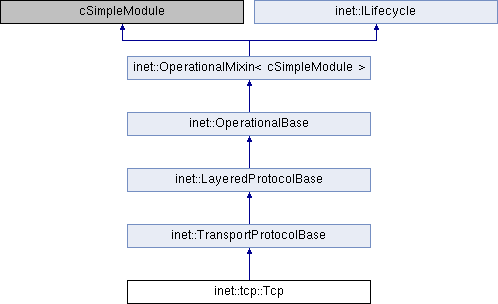 cSimpleModule
inet::ILifecycle
inet::OperationalMixin< cSimpleModule >
inet::OperationalBase
inet::LayeredProtocolBase
inet::TransportProtocolBase
inet::tcp::Tcp